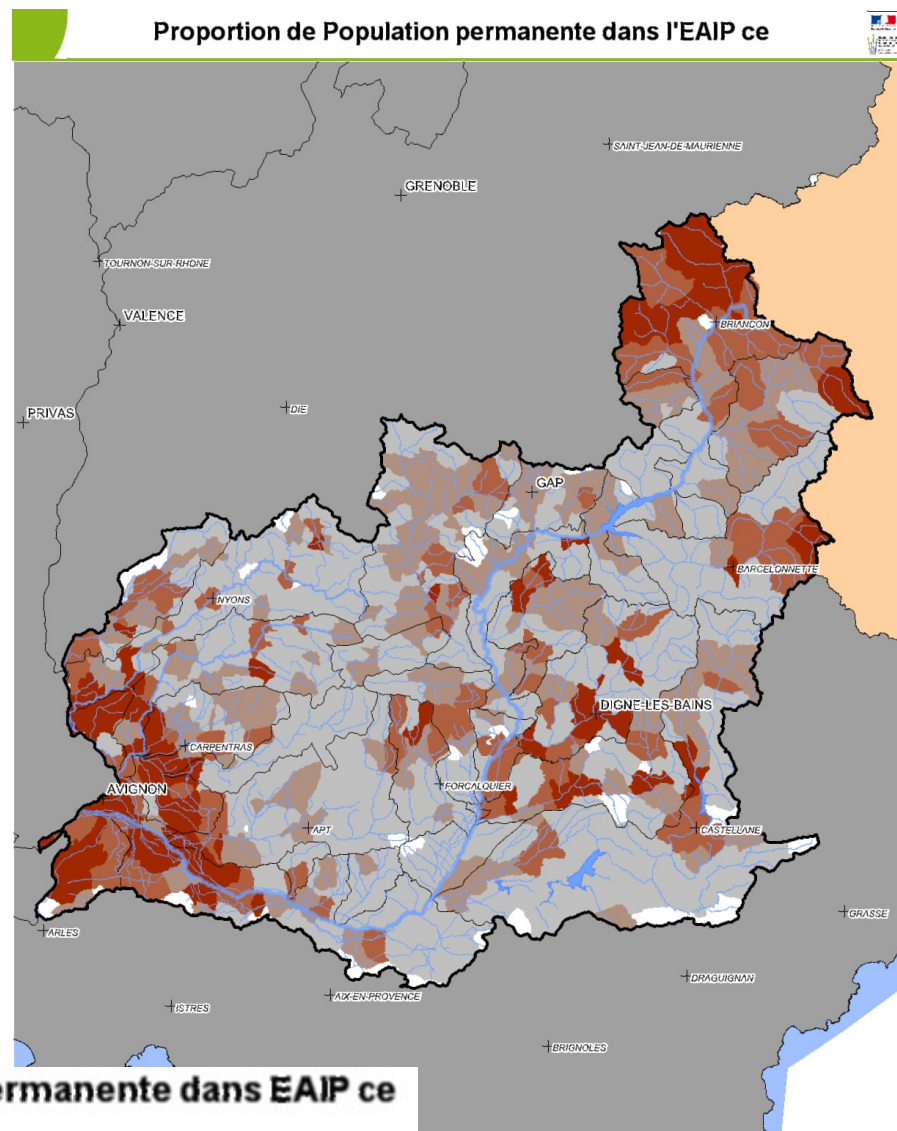 Proportion de Population permanente dans l'EAIP ce
SAINT-JEAN-DE-MAURIENNE
GRENOBLE
TOURNON-SUR-RHONE
VALENCE
BRIANCON
DIE
PRIVAS
GAP
BARCELONNETTE
NYONS
DIGNE-LES-BAINS
CARPENTRAS
FORCALQUIER
AVIGNON
APT
CASTELLANE
GRASSE
ARLES
DRAGUIGNAN
AIX-EN-PROVENCE
ISTRES
BRIGNOLES
ermanente dans EAIP ce